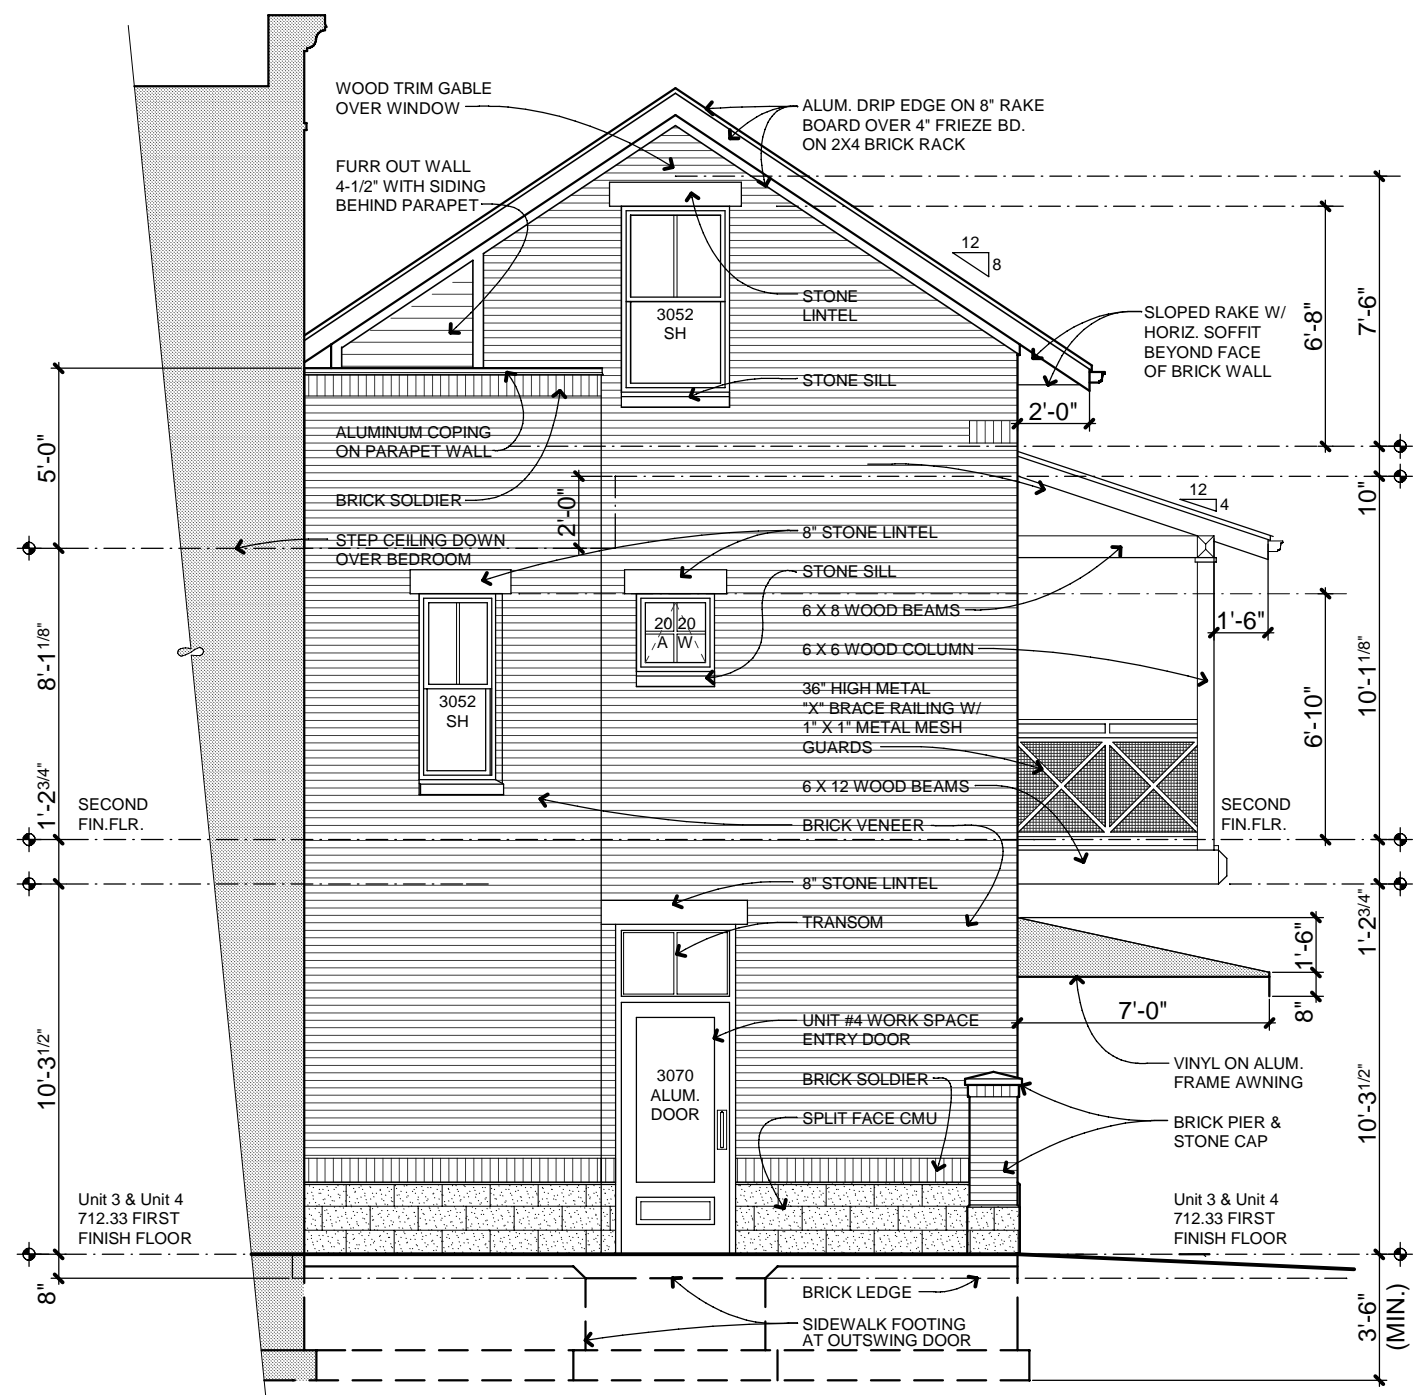 WOOD TRIM GABLE
OVER WINDOW
ALUM. DRIP EDGE ON 8" RAKE
BOARD OVER 4" FRIEZE BD.
ON 2X4 BRICK RACK
FURR OUT WALL
4-1/2" WITH SIDING
BEHIND PARAPET
12
8
STONE
LINTEL
3052
SH
SLOPED RAKE W/
HORIZ. SOFFIT
BEYOND FACE
OF BRICK WALL
6'-8"
7'-6"
STONE SILL
2'-0"
ALUMINUM COPING
ON PARAPET WALL
5'-0"
BRICK SOLDIER
2'-0"
12
4
10"
STEP CEILING DOWN
OVER BEDROOM
8" STONE LINTEL
STONE SILL
6 X 8 WOOD BEAMS
1'-6"
20 20
A W
6 X 6 WOOD COLUMN
8'-1 1/8"
10'-1 1/8"
6'-10"
3052
SH
36" HIGH METAL
"X" BRACE RAILING W/
1" X 1" METAL MESH
GUARDS
6 X 12 WOOD BEAMS
1'-2 3/4"
SECOND
FIN.FLR.
SECOND
FIN.FLR.
BRICK VENEER
8" STONE LINTEL
TRANSOM
1'-2 3/4"
1'-6"
8"
7'-0"
UNIT #4 WORK SPACE
ENTRY DOOR
VINYL ON ALUM.
FRAME AWNING
10'-3 1/2"
10'-3 1/2"
3070
ALUM.
DOOR
BRICK SOLDIER
SPLIT FACE CMU
BRICK PIER &
STONE CAP
Unit 3 & Unit 4
712.33 FIRST
FINISH FLOOR
Unit 3 & Unit 4
712.33 FIRST
FINISH FLOOR
8"
BRICK LEDGE
SIDEWALK FOOTING
AT OUTSWING DOOR
3'-6"
(MIN.)